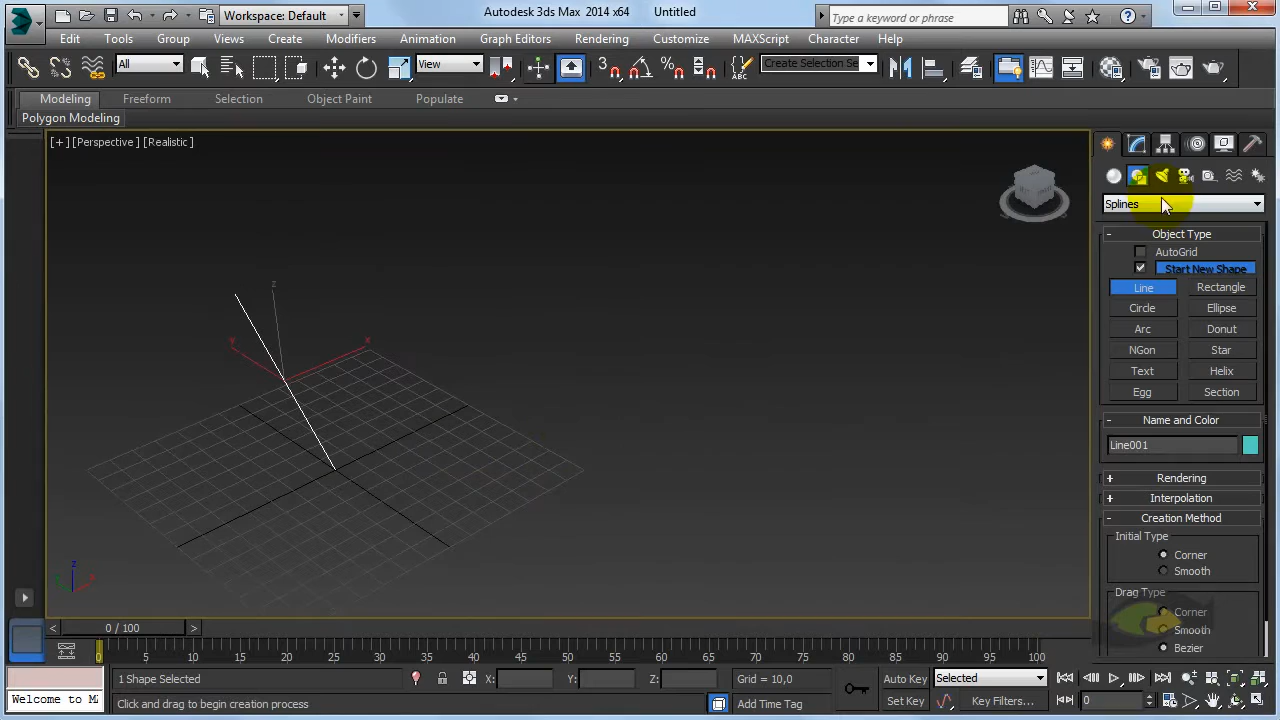 Workspace: Default
Autodesk 3ds Max 2014 x64 Untitled
Type a keyword or phrase
Edit Tools Group Views Create Modifiers Animation Graph Editors Rendering Customize MAXScript Character Help
All View Create Selection Se
Modeling Freeform Selection Object Paint Populate
Polygon Modeling
[+] [Perspective] [Realistic]
Splines
- Object Type
AutoGrid
Start New Shape
Line Rectangle
Circle Ellipse
Arc Donut
NGon Star
Text Helix
Egg Section
- Name and Color
Line001
+ Rendering
+ Interpolation
- Creation Method
Initial Type
Corner
Smooth
Drag Type
Corner
Smooth
Bezier
z
y x
z
x
< 0 / 100 >
0 5 10 15 20 25 30 35 40 45 50 55 60 65 70 75 80 85 90 95 100
1 Shape Selected X: Y: Z: Grid = 10,0 Auto Key Selected
Welcome to M Click and drag to begin creation process Add Time Tag Set Key Key Filters... 0